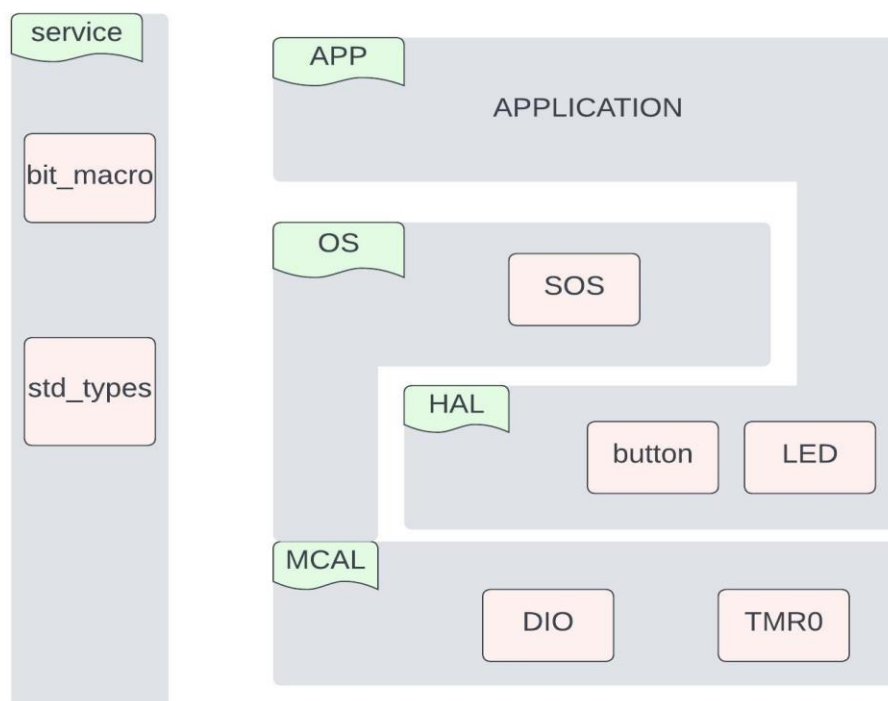 service
bit_macro
std_types
APP
APPLICATION
OS
SOS
HAL
button
LED
MCAL
DIO
TMR0